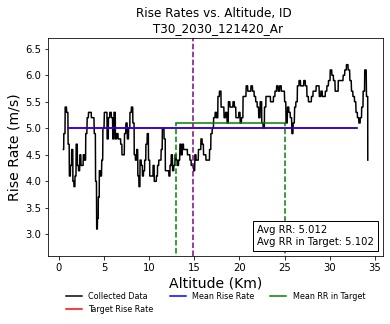 Rise Rates vs. Altitude, ID
T30_2030_121420_Ar
Rise Rate (m/s)
6.5
6.0
5.5
5.0
4.5
4.0
3.5
3.0
Avg RR: 5.012
Avg RR in Target: 5.102
0 5 10 15 20 25 30 35
Altitude (Km)
Collected Data Mean Rise Rate Mean RR in Target
Target Rise Rate